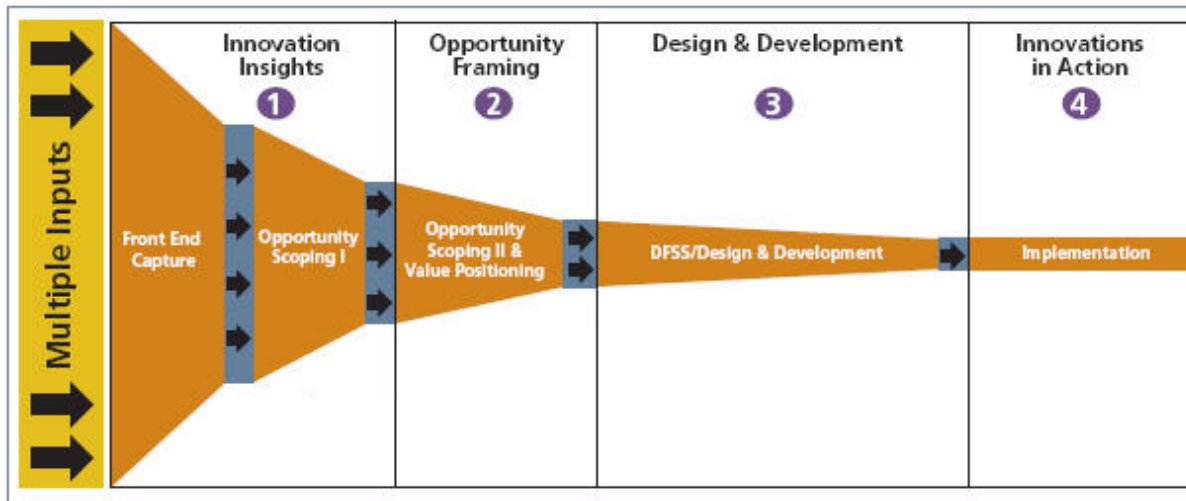 Multiple Inputs
Innovation
Insights
1
Opportunity
Framing
2
Design & Development
3
Innovations
in Action
4
Front End
Capture
Opportunity
Scoping I
Opportunity
Scoping II &
Value Positioning
DFSS/Design & Development
Implementation